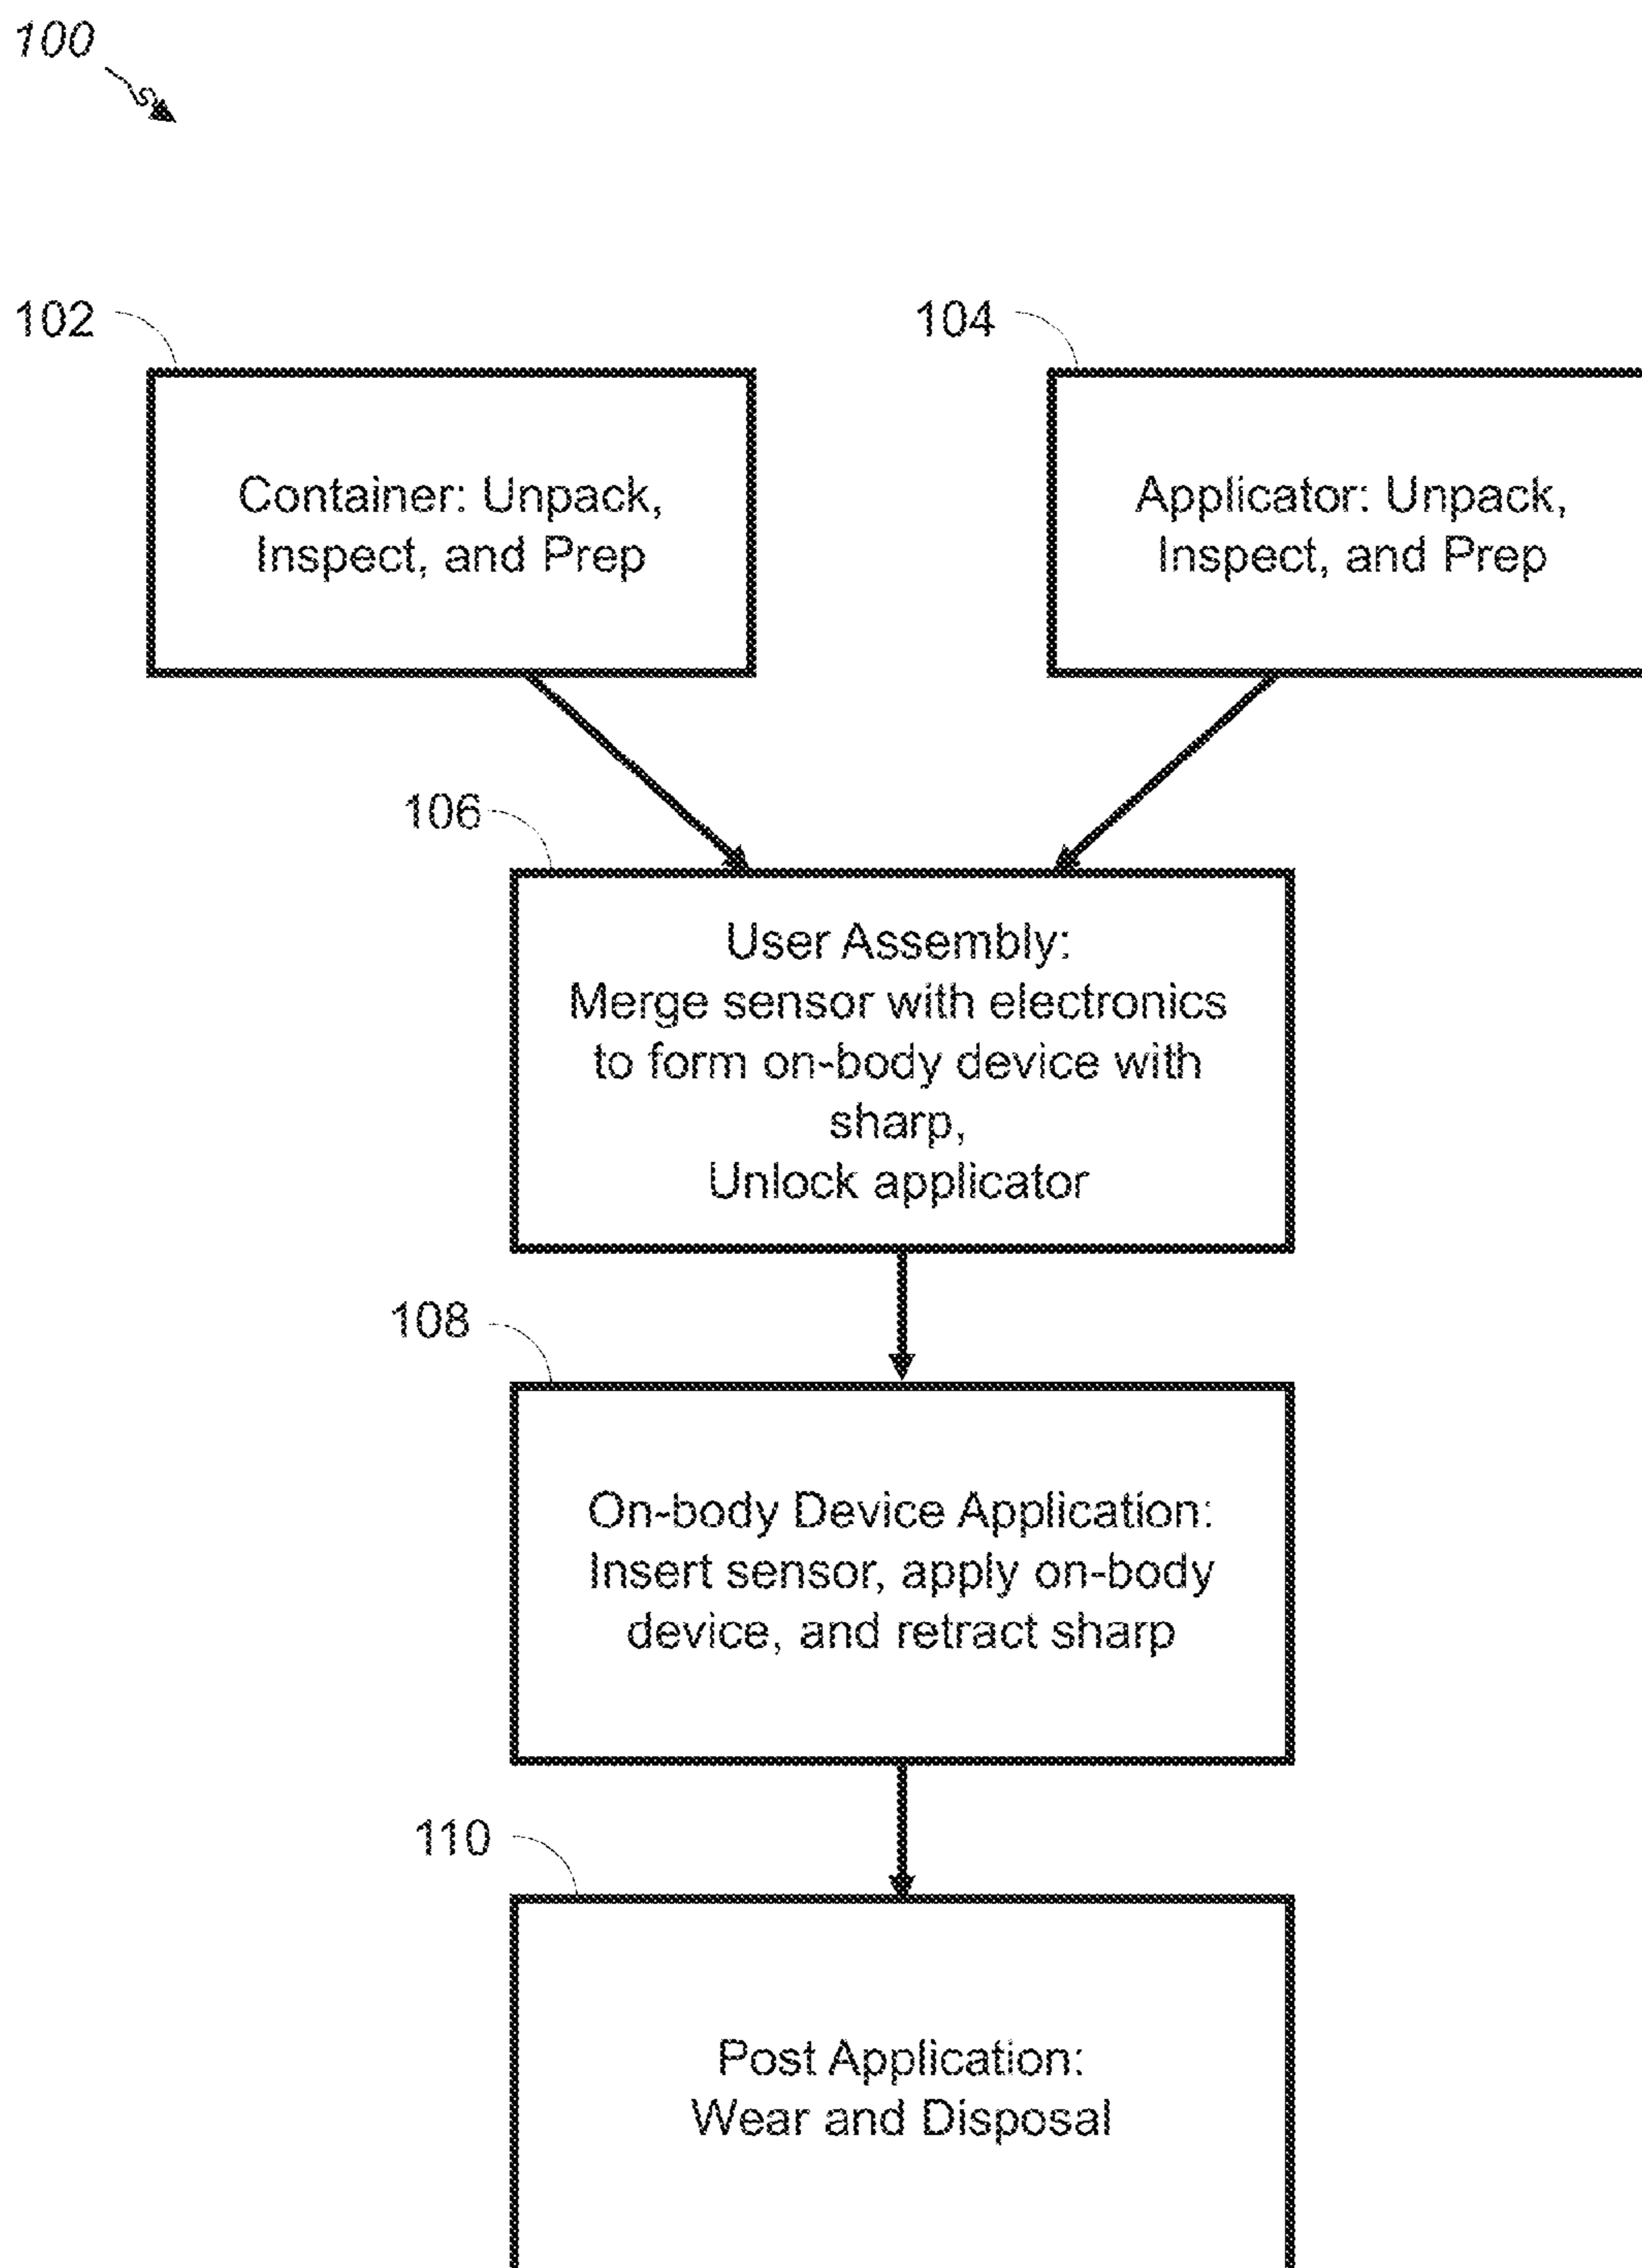 100
102
104
Container: Unpack,
Inspect, and Prep
Applicator: Unpack,
Inspect, and Prep
106
User Assembly:
Merge sensor with electronics
to form on-body device with
sharp,
Unlock applicator
108
On-body Device Application:
Insert sensor, apply on-body
device, and retract sharp
110
Post Application:
Wear and Disposal